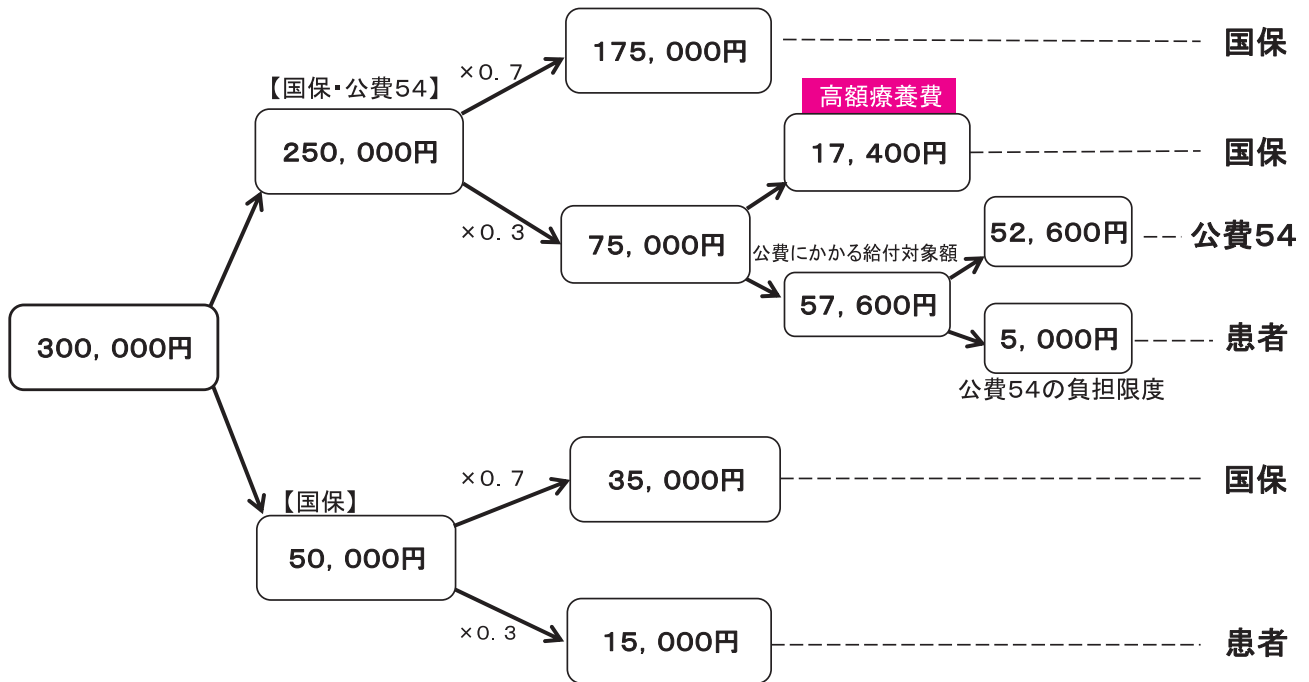 175, 000円
国保
×0. 7
【国保・公費54】
高額療養費
250, 000円
17, 400円
国保
×0. 3
75, 000円
公費にかかる給付対象額
52, 600円
公費54
57, 600円
300, 000円
5, 000円
患者
公費54の負担限度
×0. 7
35, 000円
国保
【国保】
50, 000円
×0. 3
15, 000円
患者